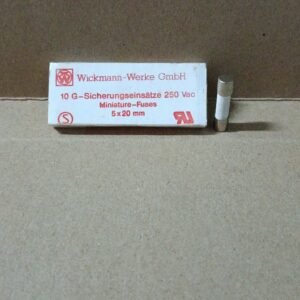 Wickmann-Werke GmbH
10 G-Sicherungseinsätze 250 Vac
Miniature-Fuses
5x20 mm
S